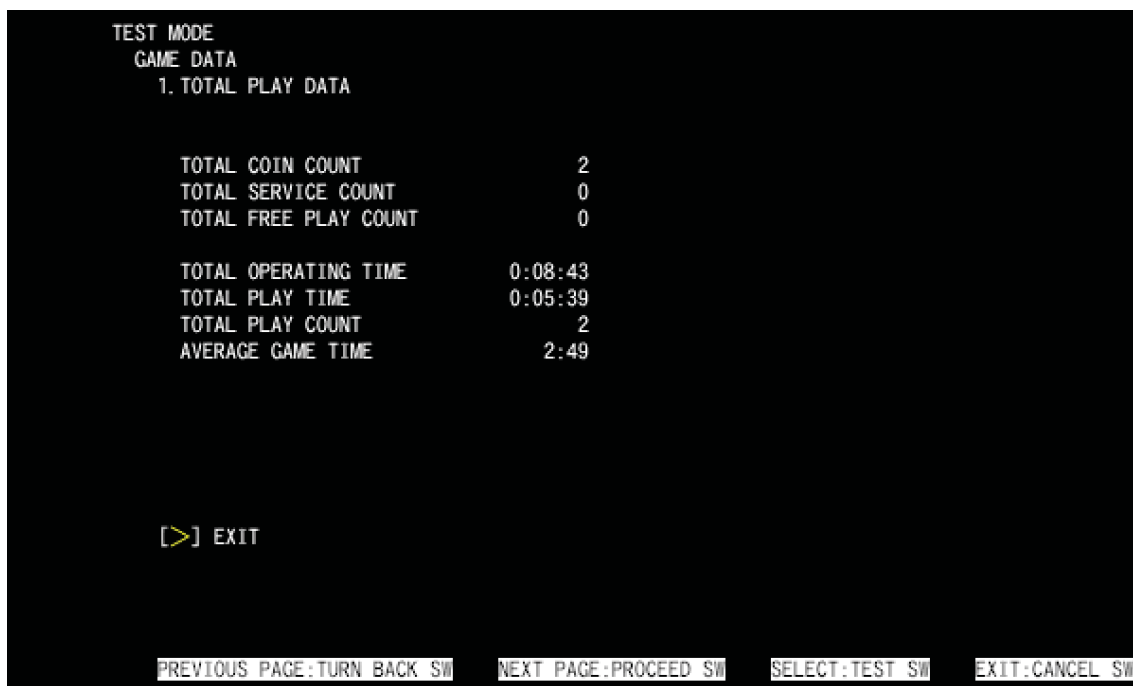 TEST MODE
GAME DATA
1. TOTAL PLAY DATA
TOTAL COIN COUNT 2
TOTAL SERVICE COUNT 0
TOTAL FREE PLAY COUNT 0
TOTAL OPERATING TIME 0:08:43
TOTAL PLAY TIME 0:05:39
TOTAL PLAY COUNT 2
AVERAGE GAME TIME 2:49
[>] EXIT
PREVIOUS PAGE:TURN BACK SW NEXT PAGE:PROCEED SW SELECT:TEST SW EXIT:CANCEL SW